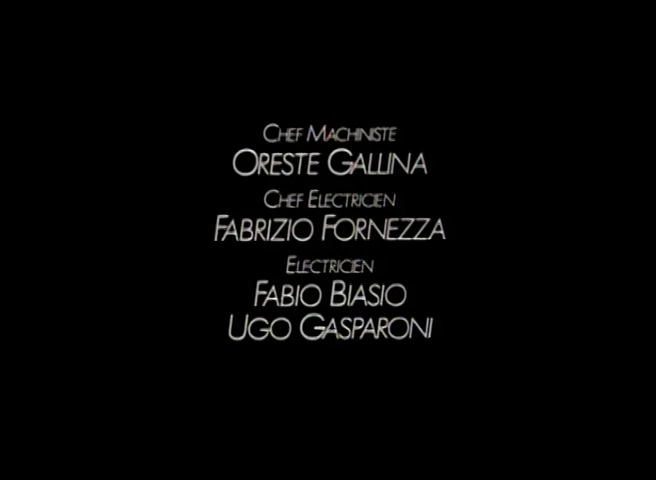 CHEF MACHINISTE
ORESTE GALLINA
CHEF ELECTRICIEN
FABRIZIO FORNEZZA
ELECTRICIEN
FABIO BIASIO
UGO GASPARONI